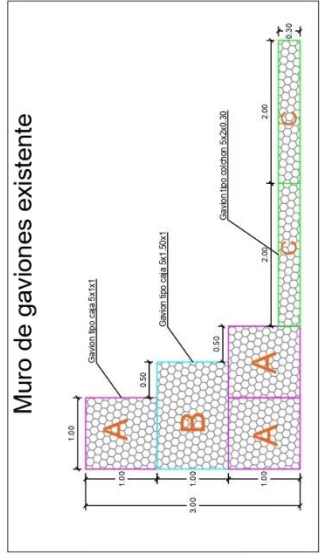 Muro de gaviones existente
1.00
Gavion tipo caja 5x1x1
A
0.50
Gavion tipo caja 5x1.50x1
B
0.50
Gavion tipo colchon 5x2x0.30
A
A
2.00
2.00
C
C
0.30
1.00
1.00
1.00
3.00